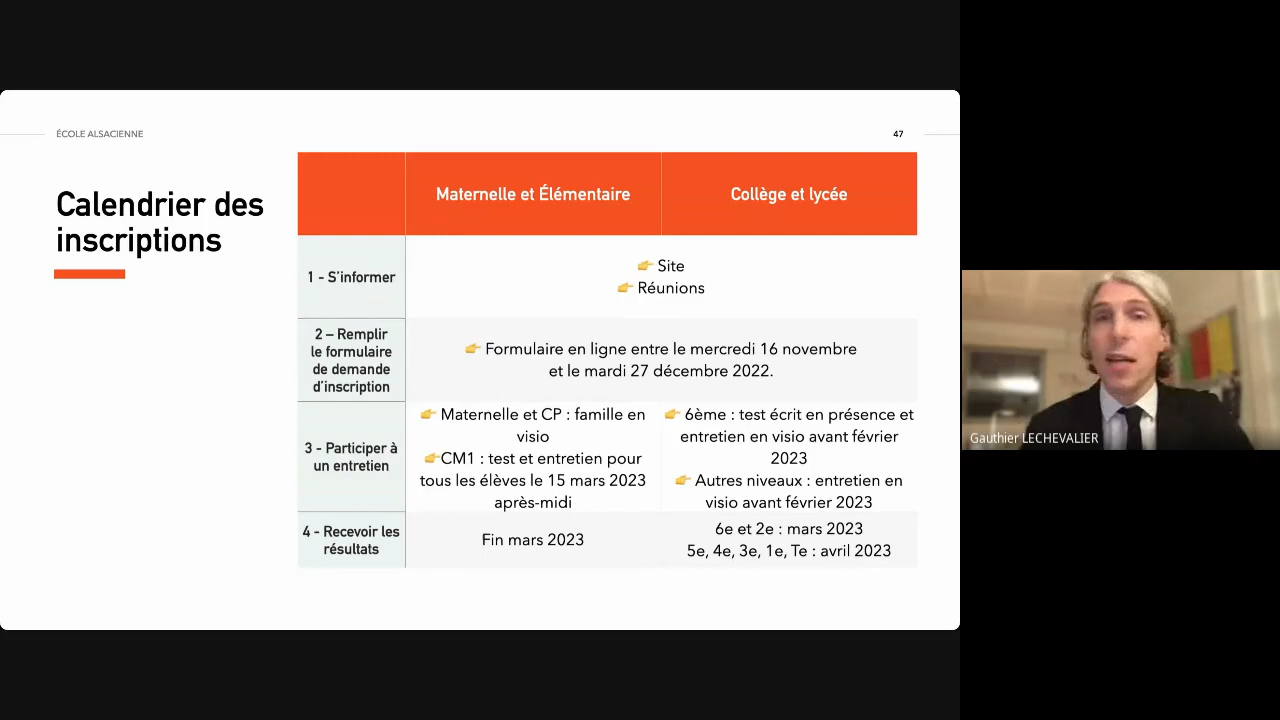 ÉCOLE ALSACIENNE
47
Calendrier des
inscriptions
Maternelle et Élémentaire
Collège et lycée
1 - S'informer
👉 Site
👉 Réunions
2 – Remplir
le formulaire
de demande
d'inscription
👉 Formulaire en ligne entre le mercredi 16 novembre
et le mardi 27 décembre 2022.
3 - Participer à
un entretien
👉 Maternelle et CP : famille en
visio
👉CM1 : test et entretien pour
tous les élèves le 15 mars 2023
après-midi
👉 6ème : test écrit en présence et
entretien en visio avant février
2023
👉 Autres niveaux : entretien en
visio avant février 2023
4 - Recevoir les
résultats
Fin mars 2023
6e et 2e : mars 2023
5e, 4e, 3e, 1e, Te : avril 2023
Gauthier LECHEVALIER